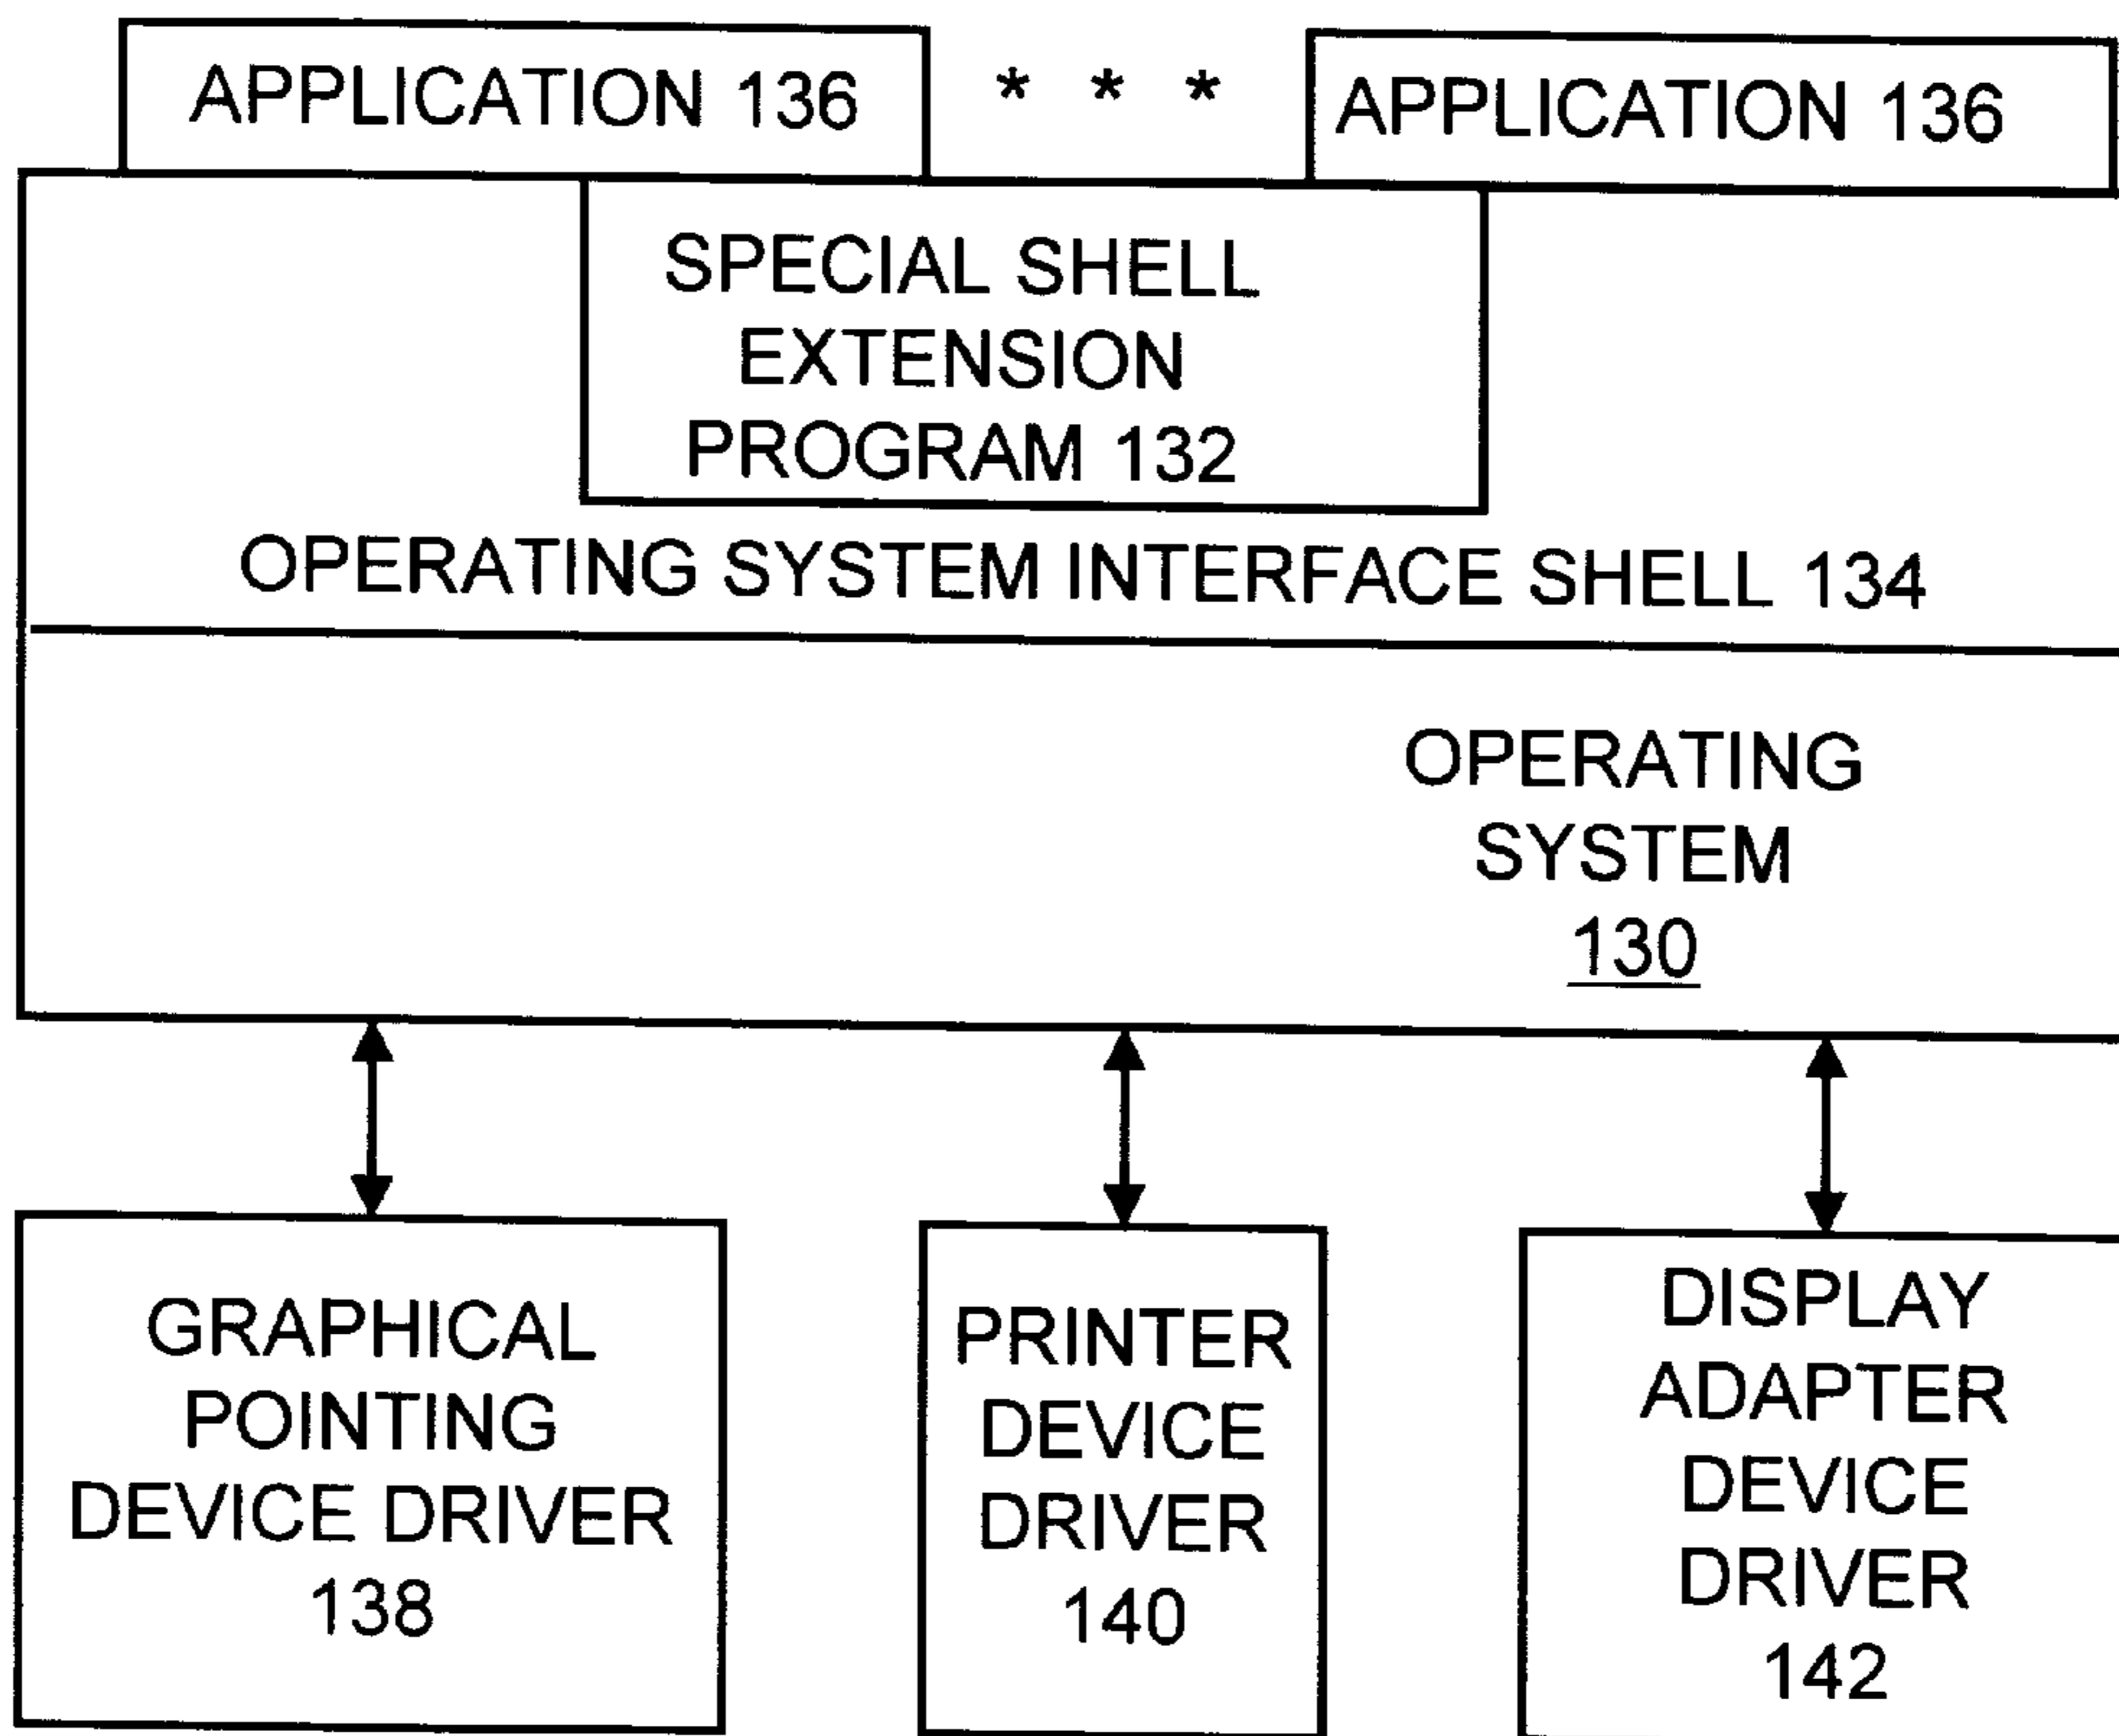 APPLICATION 136
* * *
APPLICATION 136
SPECIAL SHELL
EXTENSION
PROGRAM 132
OPERATING SYSTEM INTERFACE SHELL 134
OPERATING
SYSTEM
130
GRAPHICAL
POINTING
DEVICE DRIVER
138
PRINTER
DEVICE
DRIVER
140
DISPLAY
ADAPTER
DEVICE
DRIVER
142